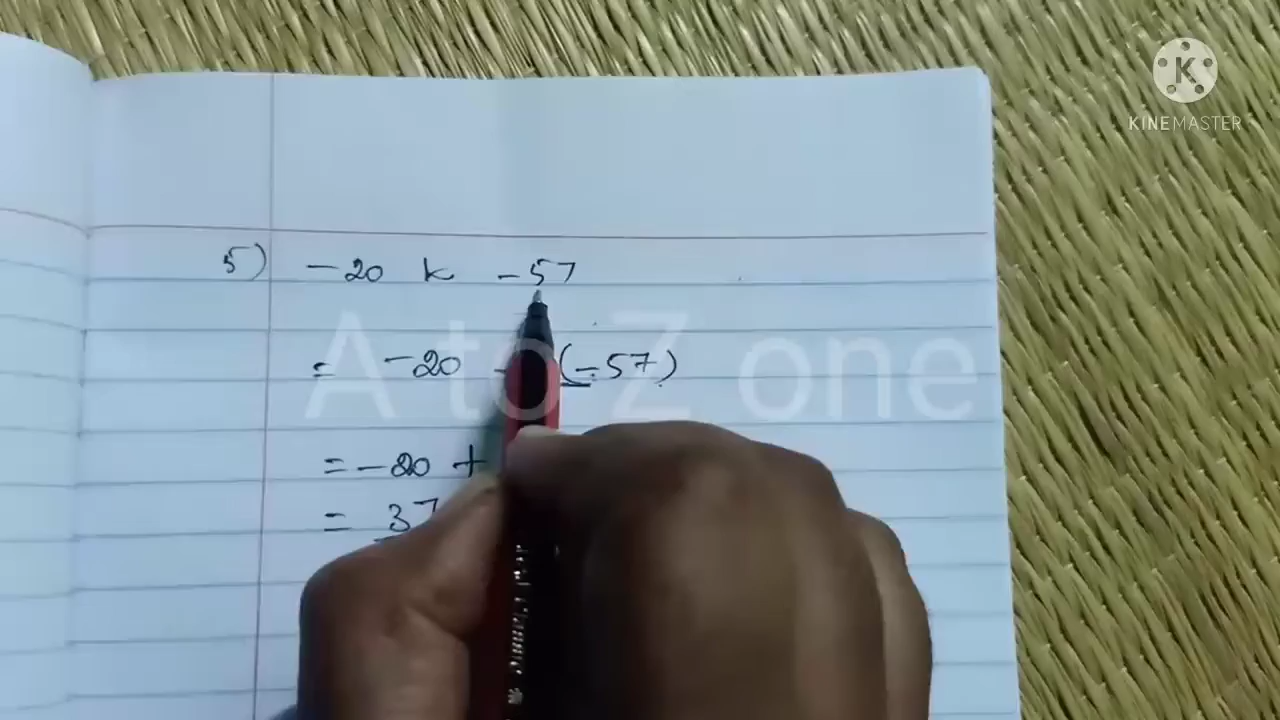 K
KINEMASTER
5) -20 k -57
= -20 - (-57)
A to Z one
= -20 +
= 37